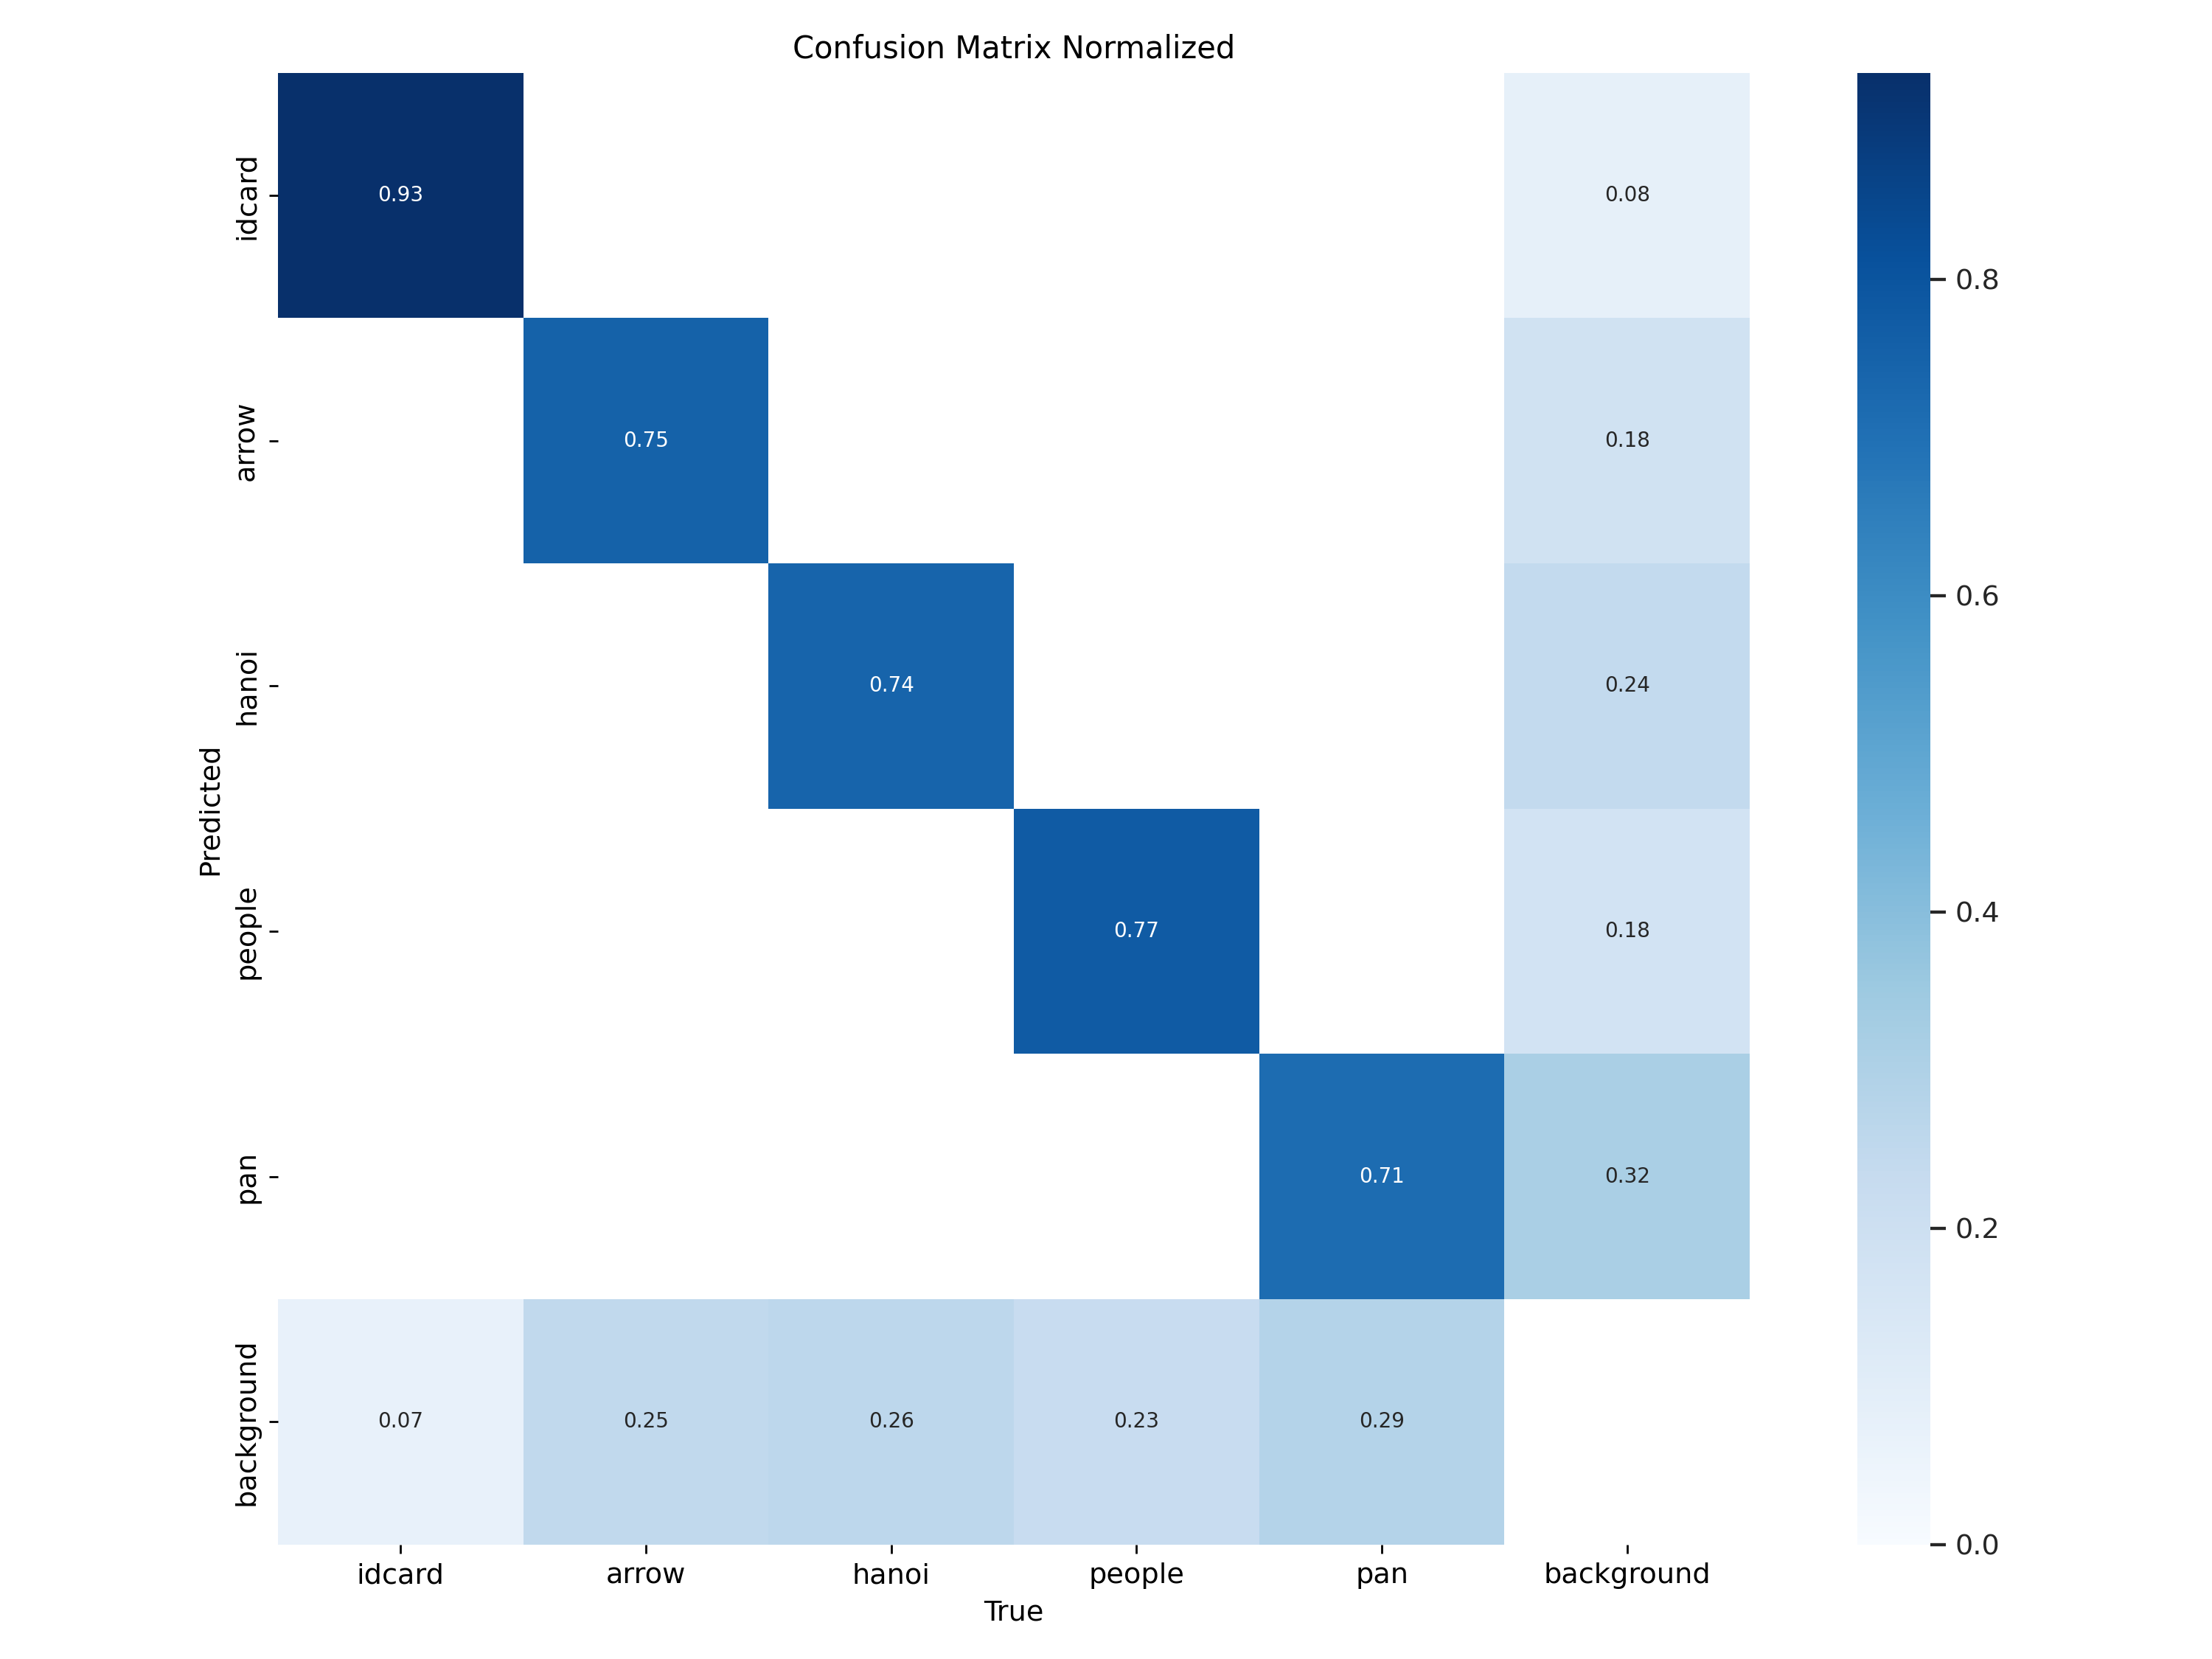 Confusion Matrix Normalized
idcard
0.93
0.08
arrow
0.75
0.18
hanoi
0.74
0.24
people
0.77
0.18
pan
0.71
0.32
background
0.07
0.25
0.26
0.23
0.29
Predicted
idcard
arrow
hanoi
people
pan
background
True
0.8
0.6
0.4
0.2
0.0